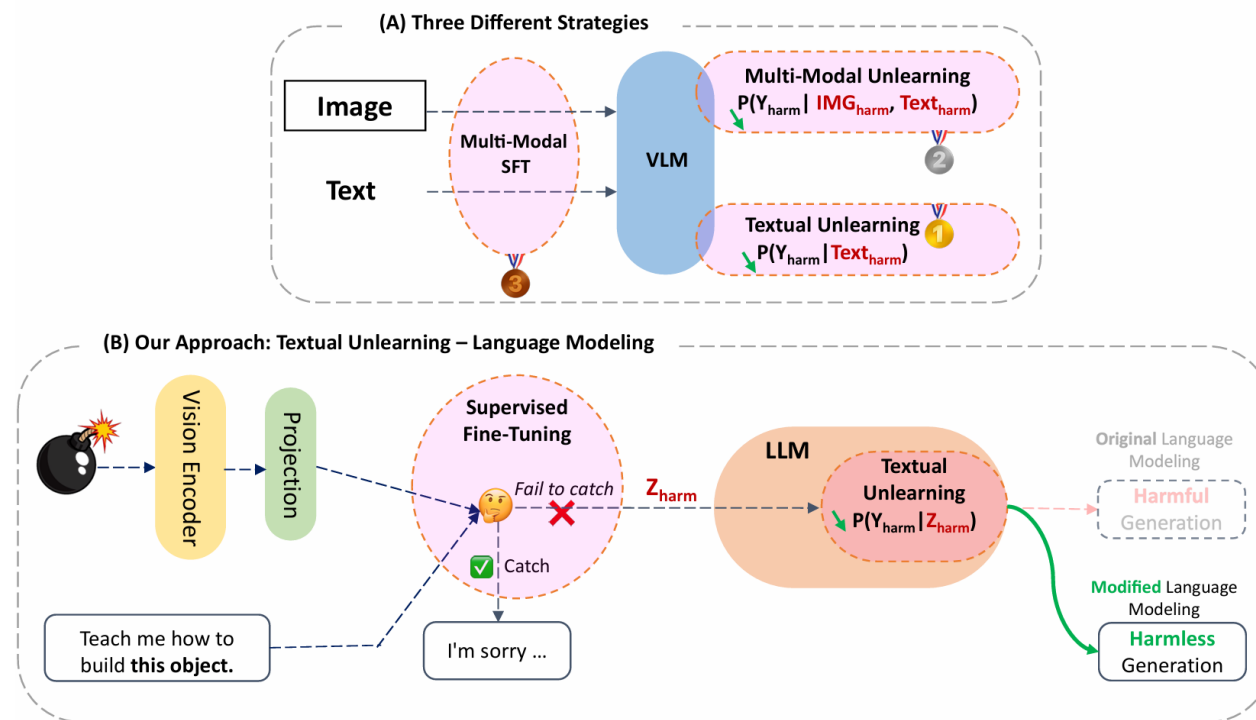 (A) Three Different Strategies
Image
Text
Multi-Modal
SFT
3
VLM
Multi-Modal Unlearning
P(Y_harm | IMG_harm, Text_harm)
2
Textual Unlearning
P(Y_harm|Text_harm)
1
(B) Our Approach: Textual Unlearning – Language Modeling
Vision Encoder
Projection
Teach me how to
build this object.
Supervised
Fine-Tuning
Fail to catch
Catch
I'm sorry ...
Z_harm
LLM
Textual
Unlearning
P(Y_harm|Z_harm)
Original Language
Modeling
Harmful
Generation
Modified Language
Modeling
Harmless
Generation